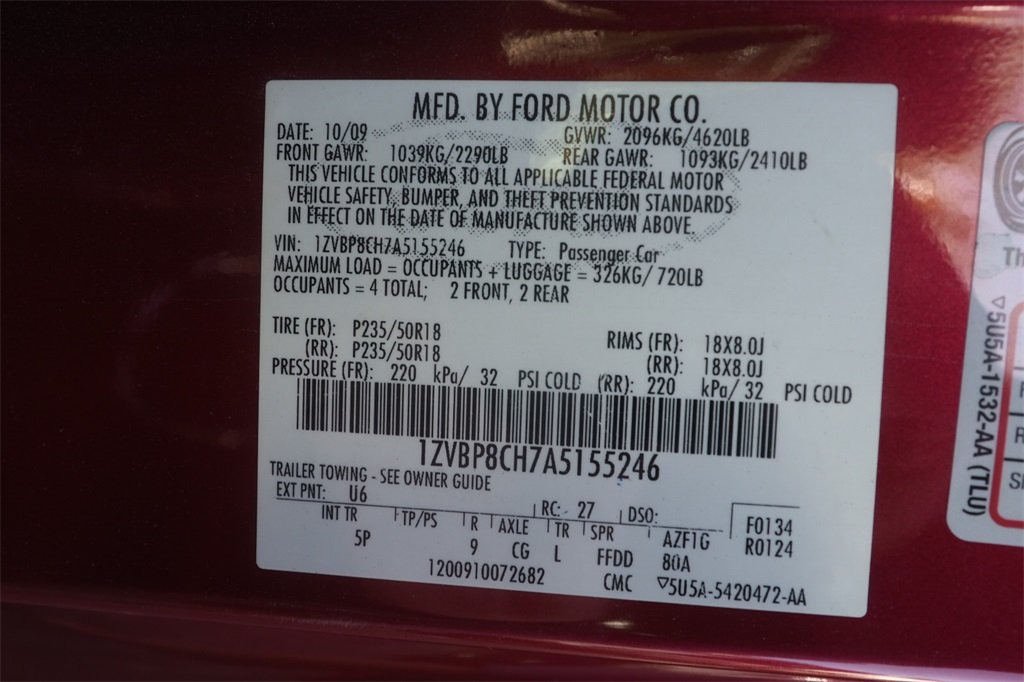 MFD. BY FORD MOTOR CO.
DATE: 10/09 GVWR: 2096KG/4620LB
FRONT GAWR: 1039KG/2290LB REAR GAWR: 1093KG/2410LB
THIS VEHICLE CONFORMS TO ALL APPLICABLE FEDERAL MOTOR
VEHICLE SAFETY, BUMPER, AND THEFT PREVENTION STANDARDS
IN EFFECT ON THE DATE OF MANUFACTURE SHOWN ABOVE.
VIN: 1ZVBP8CH7A5155246 TYPE: Passenger Car
MAXIMUM LOAD = OCCUPANTS + LUGGAGE = 326KG/ 720LB
OCCUPANTS = 4 TOTAL; 2 FRONT, 2 REAR
TIRE (FR): P235/50R18 RIMS (FR): 18X8.0J
(RR): P235/50R18 (RR): 18X8.0J
PRESSURE (FR): 220 kPa/ 32 PSI COLD (RR): 220 kPa/ 32 PSI COLD
1ZVBP8CH7A5155246
TRAILER TOWING - SEE OWNER GUIDE
EXT PNT: U6 RC: 27 DSO:
INT TR TP/PS R AXLE TR SPR F0134
5P 9 CG L FFDD AZF1G R0124
80A
1200910072682 CMC ▽5U5A-5420472-AA
Th
▽5U5A-1532-AA (TLU)
R